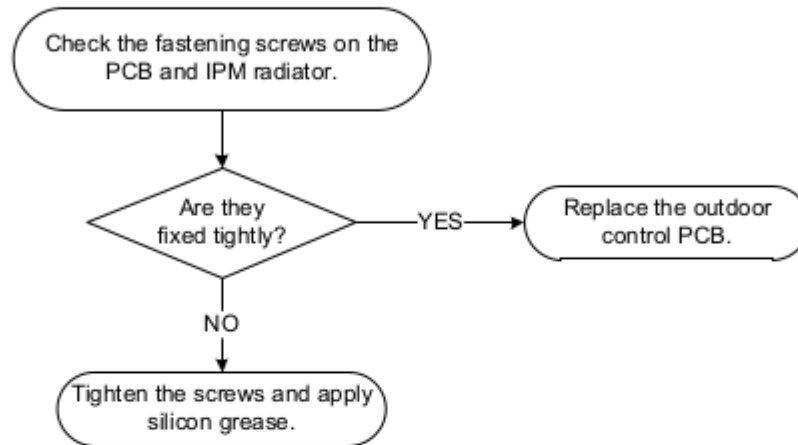 Check the fastening screws on the
PCB and IPM radiator.
Are they
fixed tightly?
YES
Replace the outdoor
control PCB.
NO
Tighten the screws and apply
silicon grease.